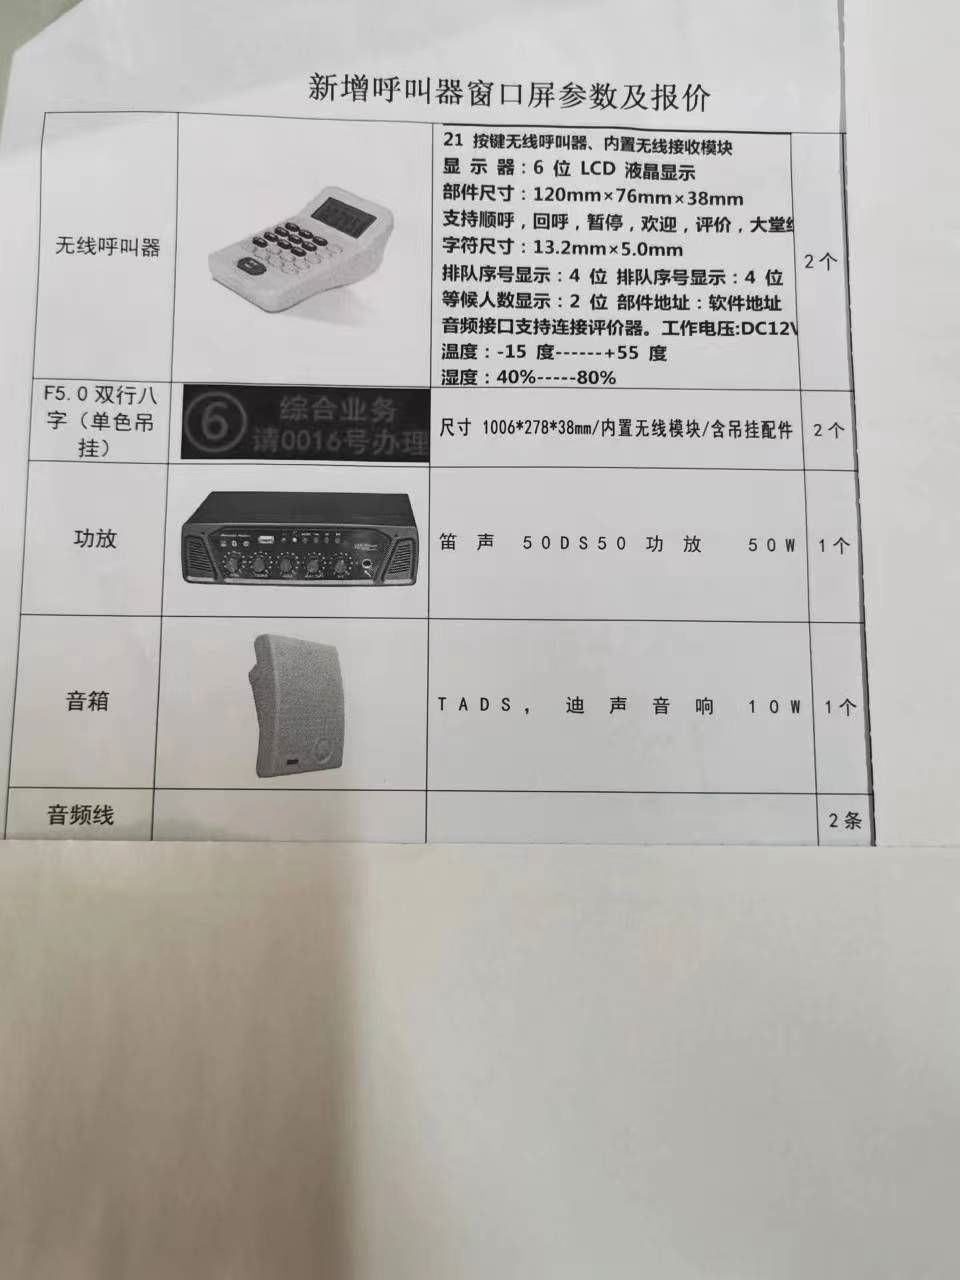 新增呼叫器窗口屏参数及报价
无线呼叫器
21 按键无线呼叫器、内置无线接收模块
显 示 器：6 位 LCD 液晶显示
部件尺寸：120mm×76mm×38mm
支持顺呼，回呼，暂停，欢迎，评价，大堂
字符尺寸：13.2mm×5.0mm
排队序号显示：4 位 排队序号显示：4 位
等候人数显示：2 位 部件地址：软件地址
音频接口支持连接评价器。工作电压:DC12V
温度：-15 度------+55 度
湿度：40%-----80%
2个
F5.0 双行八
字（单色吊
挂）
6 综合业务
请0016号办理
尺寸 1006*278*38mm/内置无线模块/含吊挂配件
2个
功放
笛声 50DS50 功放 50W
1个
音箱
TADS，迪声音响 10W
1个
音频线
2条